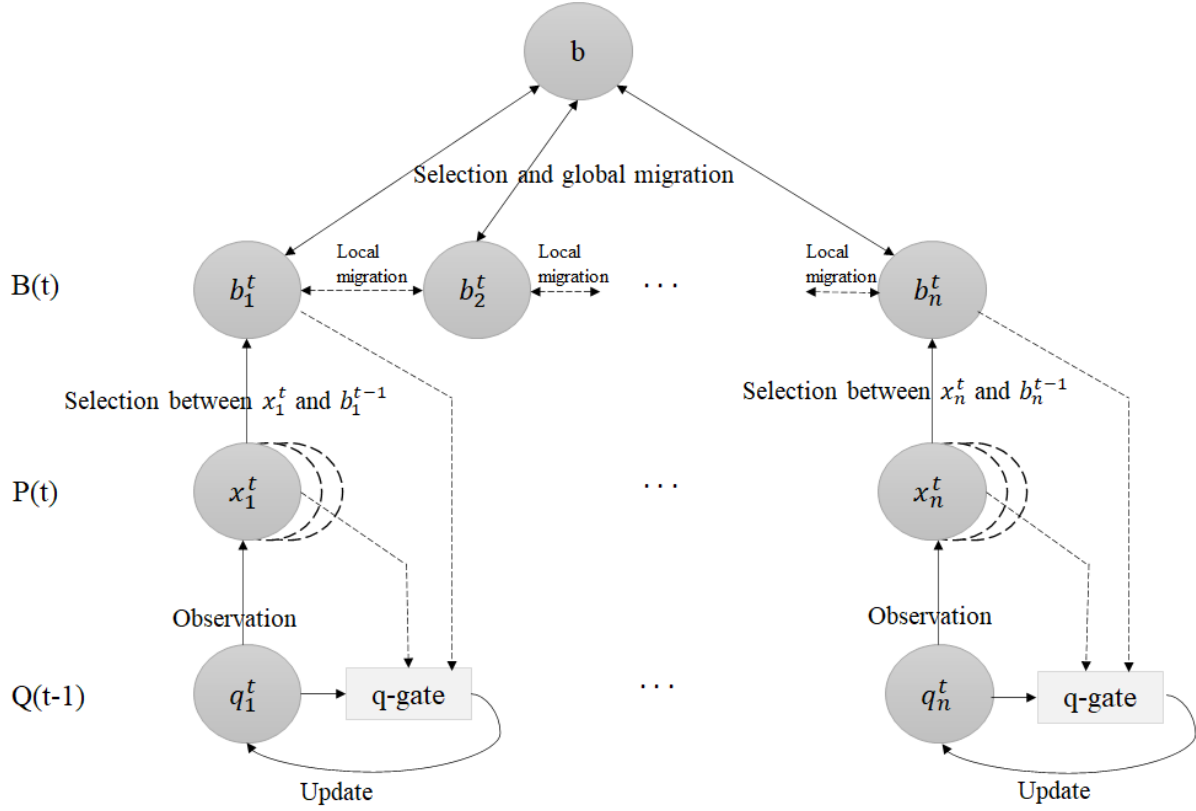 b
Selection and global migration
B(t)
b_1^t
Local
migration
b_2^t
Local
migration
. . .
Local
migration
b_n^t
Selection between x_1^t and b_1^{t-1}
Selection between x_n^t and b_n^{t-1}
P(t)
x_1^t
. . .
x_n^t
Observation
Observation
Q(t-1)
q_1^t
q-gate
. . .
q_n^t
q-gate
Update
Update